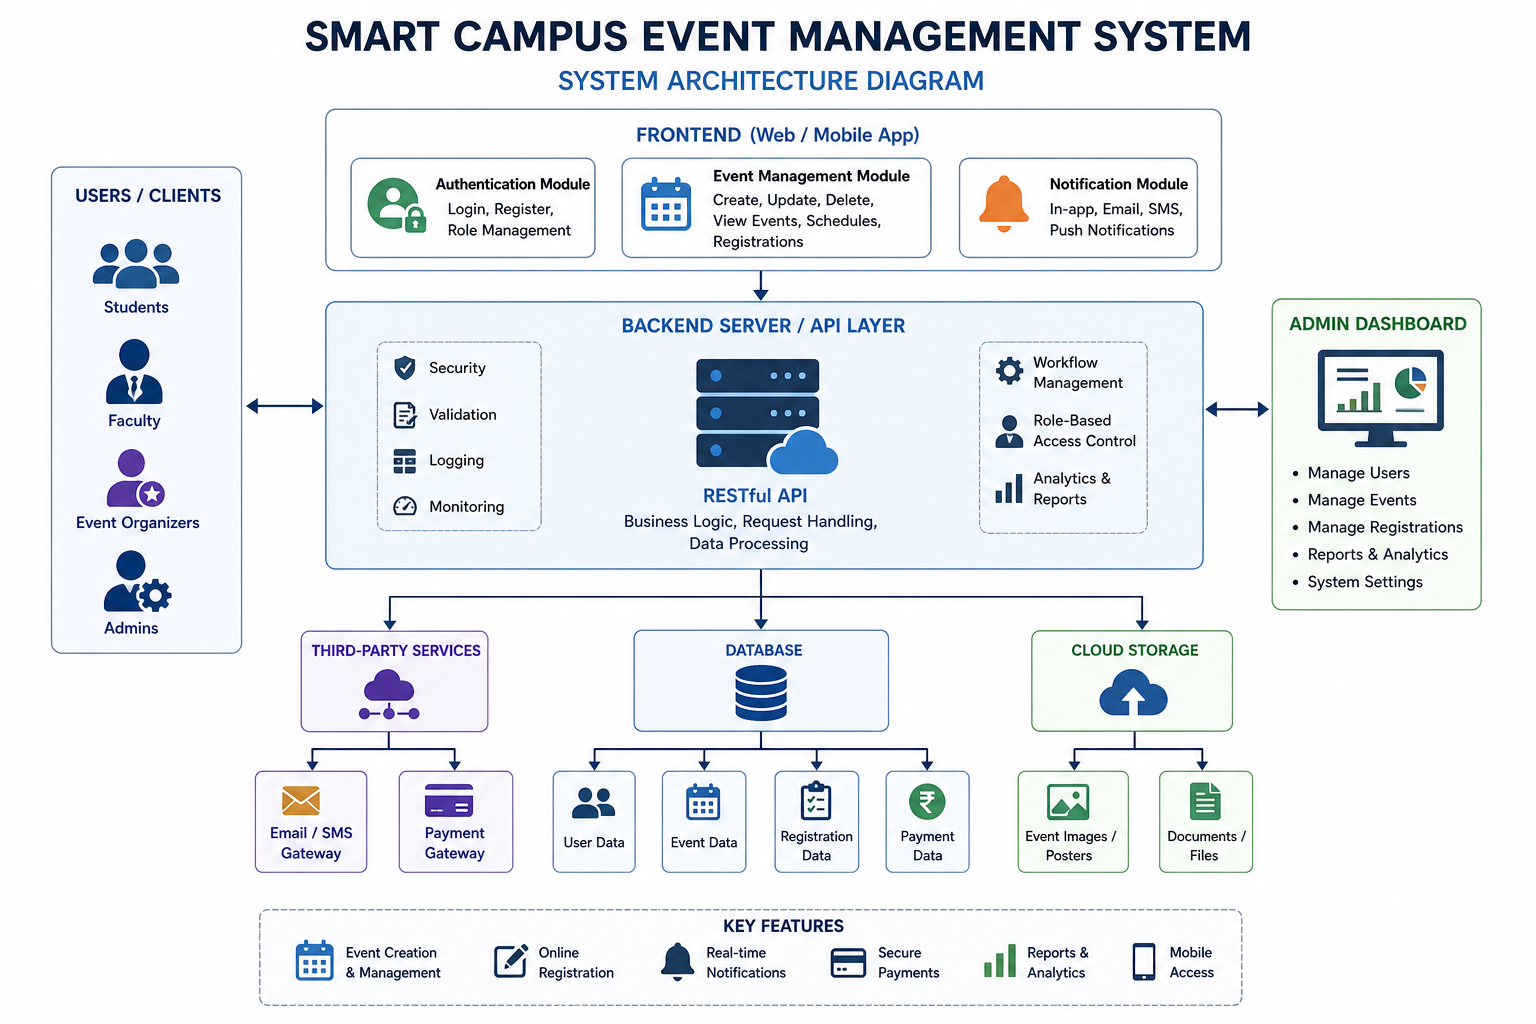 SMART CAMPUS EVENT MANAGEMENT SYSTEM
SYSTEM ARCHITECTURE DIAGRAM
USERS / CLIENTS
Students
Faculty
Event Organizers
Admins
FRONTEND (Web / Mobile App)
Authentication Module
Login, Register,
Role Management
Event Management Module
Create, Update, Delete,
View Events, Schedules,
Registrations
Notification Module
In-app, Email, SMS,
Push Notifications
BACKEND SERVER / API LAYER
Security
Validation
Logging
Monitoring
RESTful API
Business Logic, Request Handling,
Data Processing
Workflow
Management
Role-Based
Access Control
Analytics &
Reports
ADMIN DASHBOARD
• Manage Users
• Manage Events
• Manage Registrations
• Reports & Analytics
• System Settings
THIRD-PARTY SERVICES
Email / SMS
Gateway
Payment
Gateway
DATABASE
User Data
Event Data
Registration
Data
₹
Payment
Data
CLOUD STORAGE
Event Images /
Posters
Documents /
Files
KEY FEATURES
Event Creation
& Management
Online
Registration
Real-time
Notifications
Secure
Payments
Reports &
Analytics
Mobile
Access